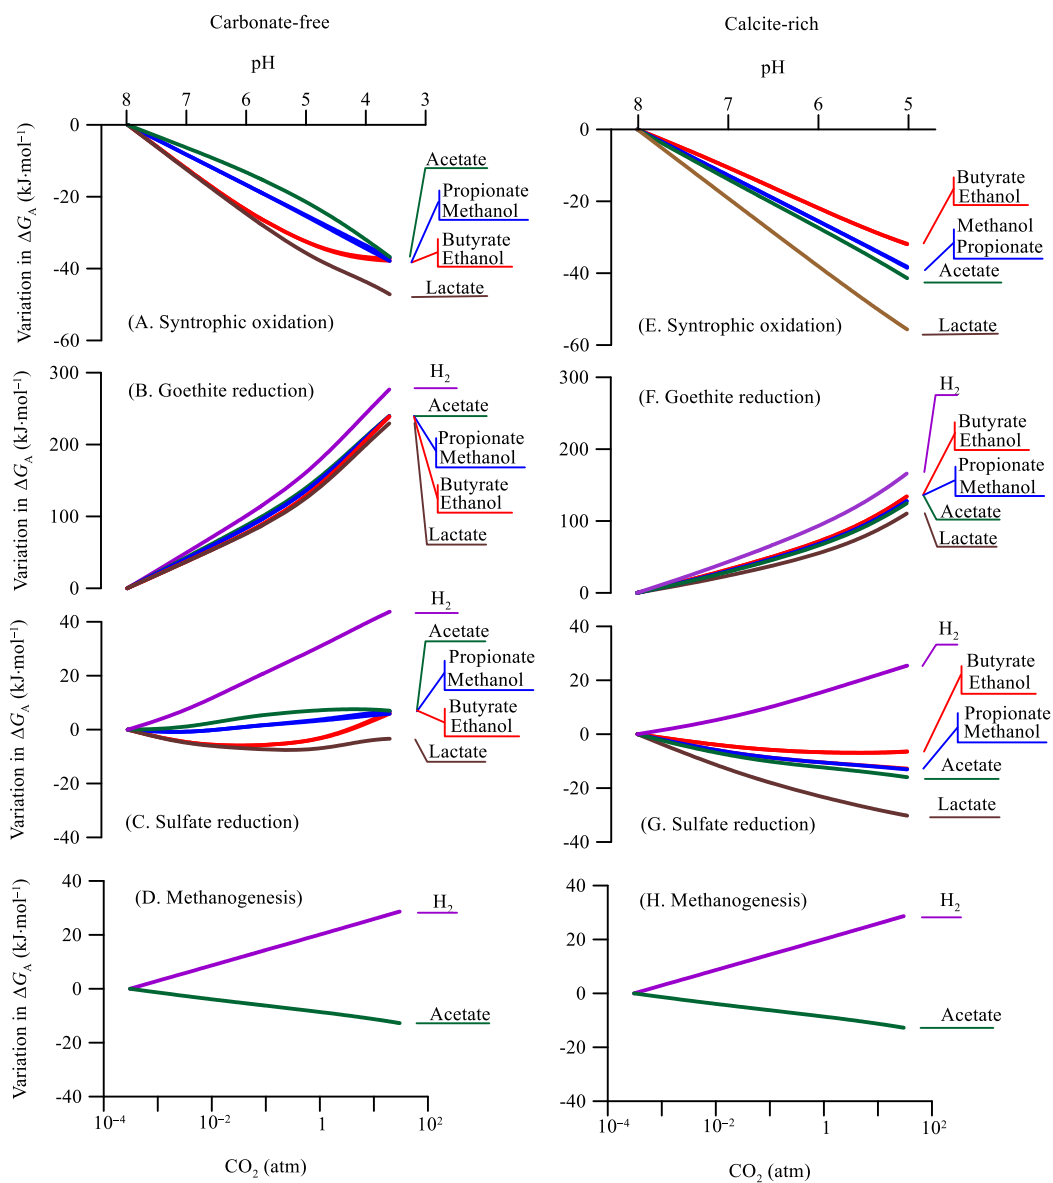 Carbonate-free
Calcite-rich
pH
pH
8 7 6 5 4 3
8 7 6 5
Variation in ΔG_A (kJ·mol⁻¹)
0
-20
-40
-60
Acetate
Propionate
Methanol
Butyrate
Ethanol
Lactate
(A. Syntrophic oxidation)
0
-20
-40
-60
Butyrate
Ethanol
Methanol
Propionate
Acetate
Lactate
(E. Syntrophic oxidation)
Variation in ΔG_A (kJ·mol⁻¹)
300
200
100
0
(B. Goethite reduction)
H₂
Acetate
Propionate
Methanol
Butyrate
Ethanol
Lactate
300
200
100
0
(F. Goethite reduction)
H₂
Butyrate
Ethanol
Propionate
Methanol
Acetate
Lactate
Variation in ΔG_A (kJ·mol⁻¹)
40
20
0
-20
-40
H₂
Acetate
Propionate
Methanol
Butyrate
Ethanol
Lactate
(C. Sulfate reduction)
40
20
0
-20
-40
H₂
Butyrate
Ethanol
Propionate
Methanol
Acetate
Lactate
(G. Sulfate reduction)
Variation in ΔG_A (kJ·mol⁻¹)
40
20
0
-20
-40
(D. Methanogenesis)
H₂
Acetate
10⁻⁴ 10⁻² 1 10²
CO₂ (atm)
40
20
0
-20
-40
(H. Methanogenesis)
H₂
Acetate
10⁻⁴ 10⁻² 1 10²
CO₂ (atm)